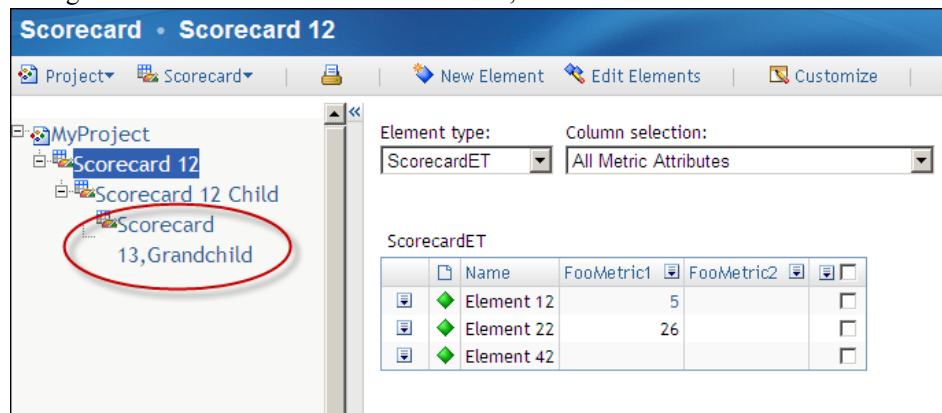 Scorecard • Scorecard 12
Project Scorecard New Element Edit Elements Customize
MyProject
Scorecard 12
Scorecard 12 Child
Scorecard
13,Grandchild
Element type: Column selection:
ScorecardET All Metric Attributes
ScorecardET
Name FooMetric1 FooMetric2
Element 12 5
Element 22 26
Element 42